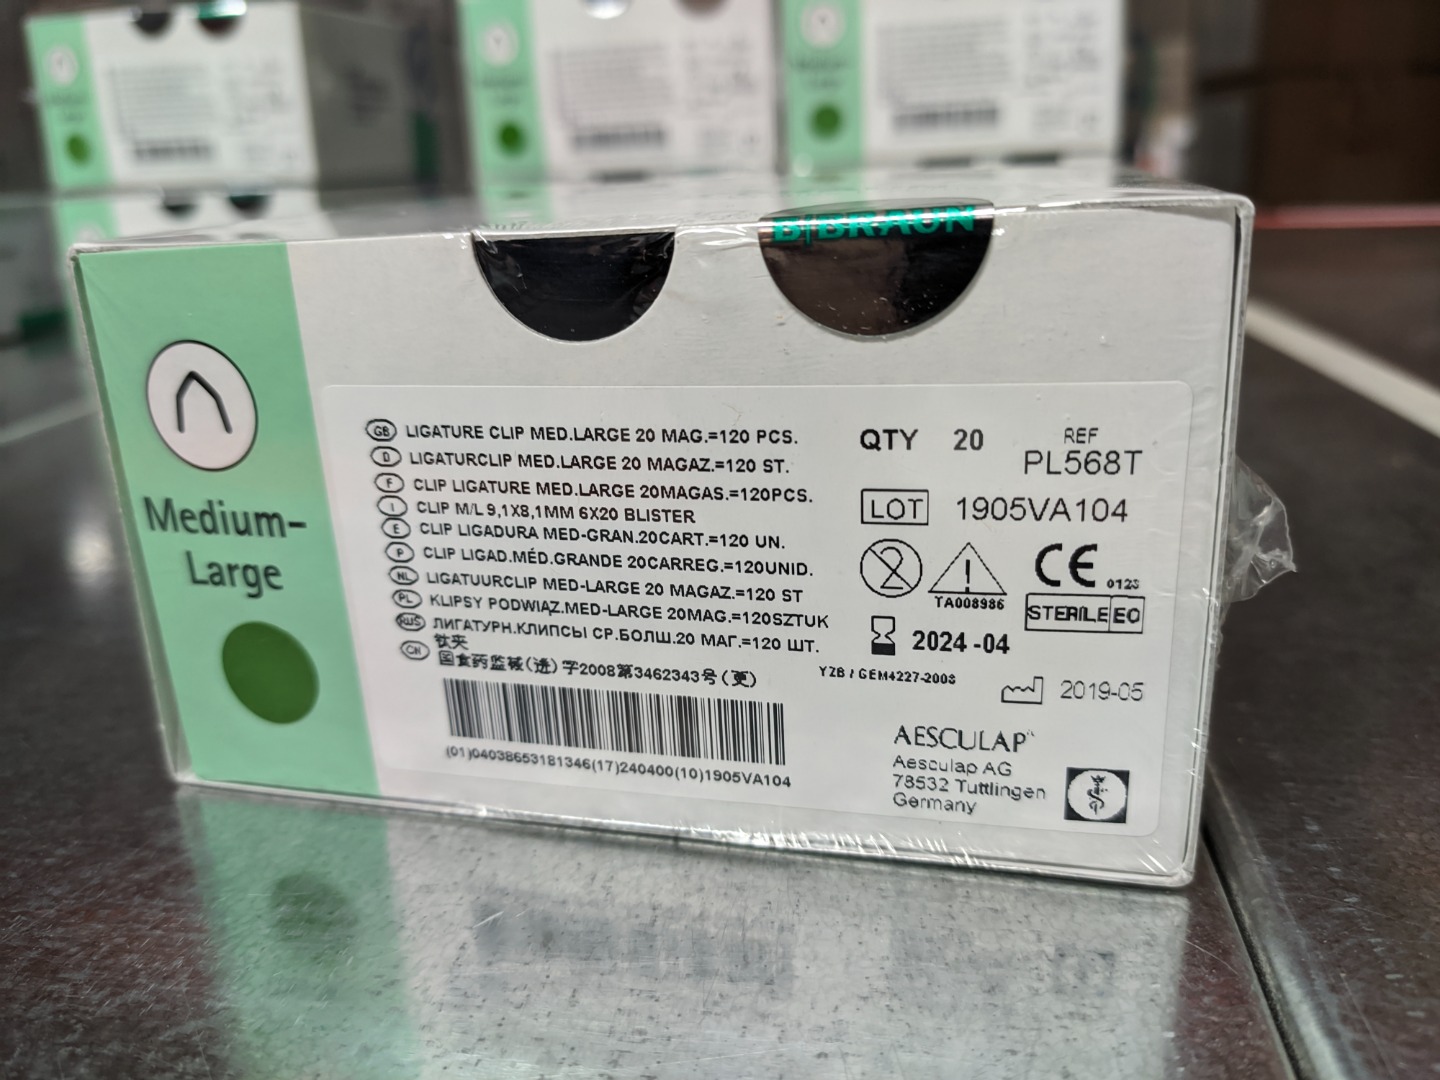 B|BRAUN
Medium-
Large
GB LIGATURE CLIP MED.LARGE 20 MAG.=120 PCS.
D LIGATURCLIP MED.LARGE 20 MAGAZ.=120 ST.
F CLIP LIGATURE MED.LARGE 20MAGAS.=120PCS.
I CLIP M/L 9,1X8,1MM 6X20 BLISTER
E CLIP LIGADURA MED-GRAN.20CART.=120 UN.
P CLIP LIGAD.MÉD.GRANDE 20CARREG.=120UNID.
NL LIGATUURCLIP MED-LARGE 20 MAGAZ.=120 ST
PL KLIPSY PODWIĄZ.MED-LARGE 20MAG.=120SZTUK
RUS ЛИГАТУРН.КЛИПСЫ СР.БОЛШ.20 МАГ.=120 ШТ.
CN 钛夹
国食药监械(进)字2008第3462343号(更)
(01)04038653181346(17)240400(10)1905VA104
QTY 20
REF
PL568T
LOT 1905VA104
2
TA008986
CE 0123
STERILE EO
2024-04
YZB / GEM4227-2008
2019-05
AESCULAP
Aesculap AG
78532 Tuttlingen
Germany